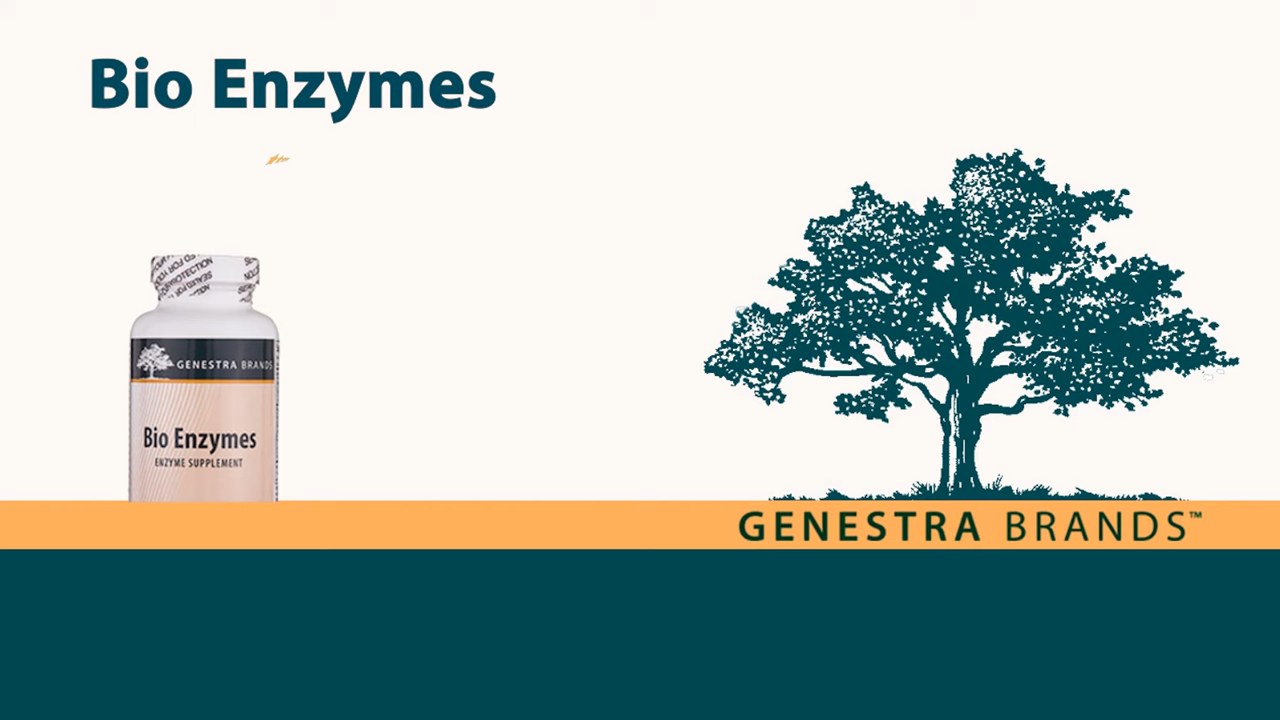 Bio Enzymes
GENESTRA BRANDS
Bio Enzymes
ENZYME SUPPLEMENT
GENESTRA BRANDS™